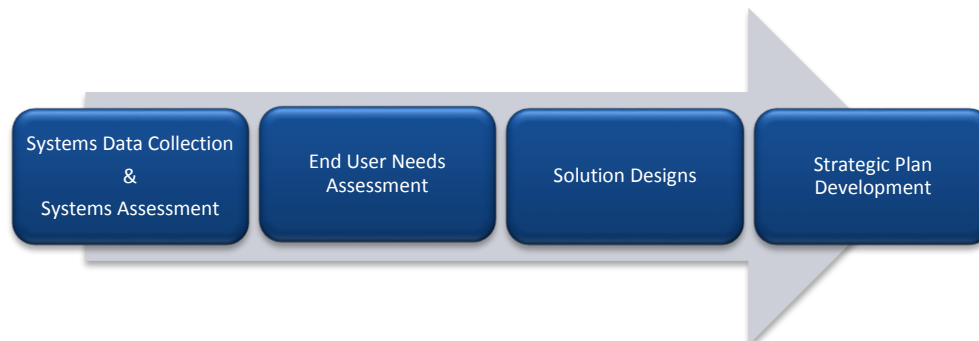 Systems Data Collection
&
Systems Assessment
End User Needs
Assessment
Solution Designs
Strategic Plan
Development